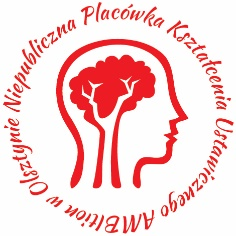 Niepubliczna Placówka Kształcenia Ustawicznego AMBition w Olsztynie